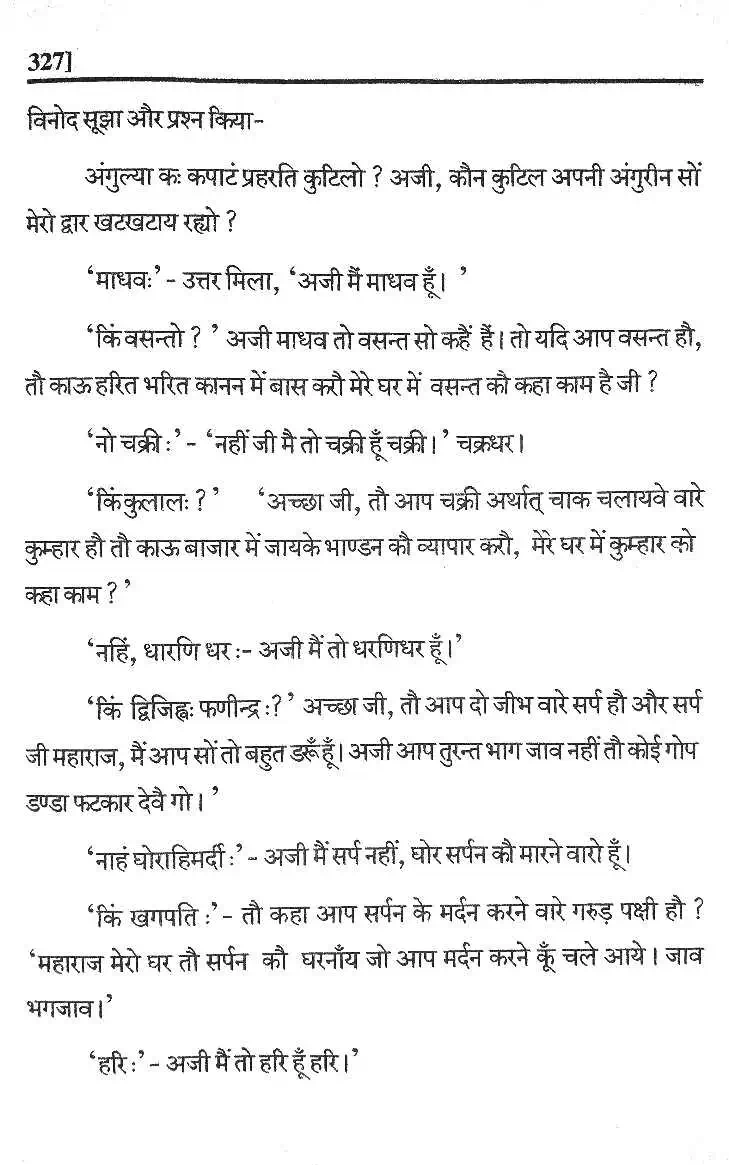 327]
विनोद सूझा और प्रश्न किया-
अंगुल्या कः कपाटं प्रहरति कुटिलो ? अजी, कौन कुटिल अपनी अंगुरीन सों
मेरो द्वार खटखटाय रह्यो ?
‘माधवः’ - उत्तर मिला, ‘अजी मैं माधव हूँ। ’
‘किं वसन्तो ? ’ अजी माधव तो वसन्त सो कहैं हैं। तो यदि आप वसन्त हौ,
तौ काऊ हरित भरित कानन में बास करौ मेरे घर में वसन्त कौ कहा काम है जी ?
‘नो चक्री :’ - ‘नहीं जी मै तो चक्री हूँ चक्री। ’ चक्रधर।
‘किं कुलालः ? ’ ‘अच्छा जी, तौ आप चक्री अर्थात् चाक चलायवे वारे
कुम्हार हौ तौ काऊ बाजार में जायके भाण्डन कौ व्यापार करौ, मेरे घर में कुम्हार को
कहा काम ? ’
‘नहिं, धारणि धर :- अजी मैं तो धरणिधर हूँ।’
‘किं द्विजिह्वः फणीन्द्र :?’ अच्छा जी, तौ आप दो जीभ वारे सर्प हौ और सर्प
जी महाराज, मैं आप सों तो बहुत डरूँ हूँ। अजी आप तुरन्त भाग जाव नहीं तौ कोई गोप
डण्डा फटकार देवै गो। ’
‘नाहं घोराहिमर्दी :’ - अजी मैं सर्प नहीं, घोर सर्पन कौ मारने वारो हूँ।
‘किं खगपति :’ - तौ कहा आप सर्पन के मर्दन करने वारे गरुड़ पक्षी हौ ?
‘महाराज मेरो घर तौ सर्पन कौ घरनाँय जो आप मर्दन करने कूँ चले आये। जाव
भगजाव।’
‘हरि :’ - अजी मैं तो हरि हूँ हरि।’